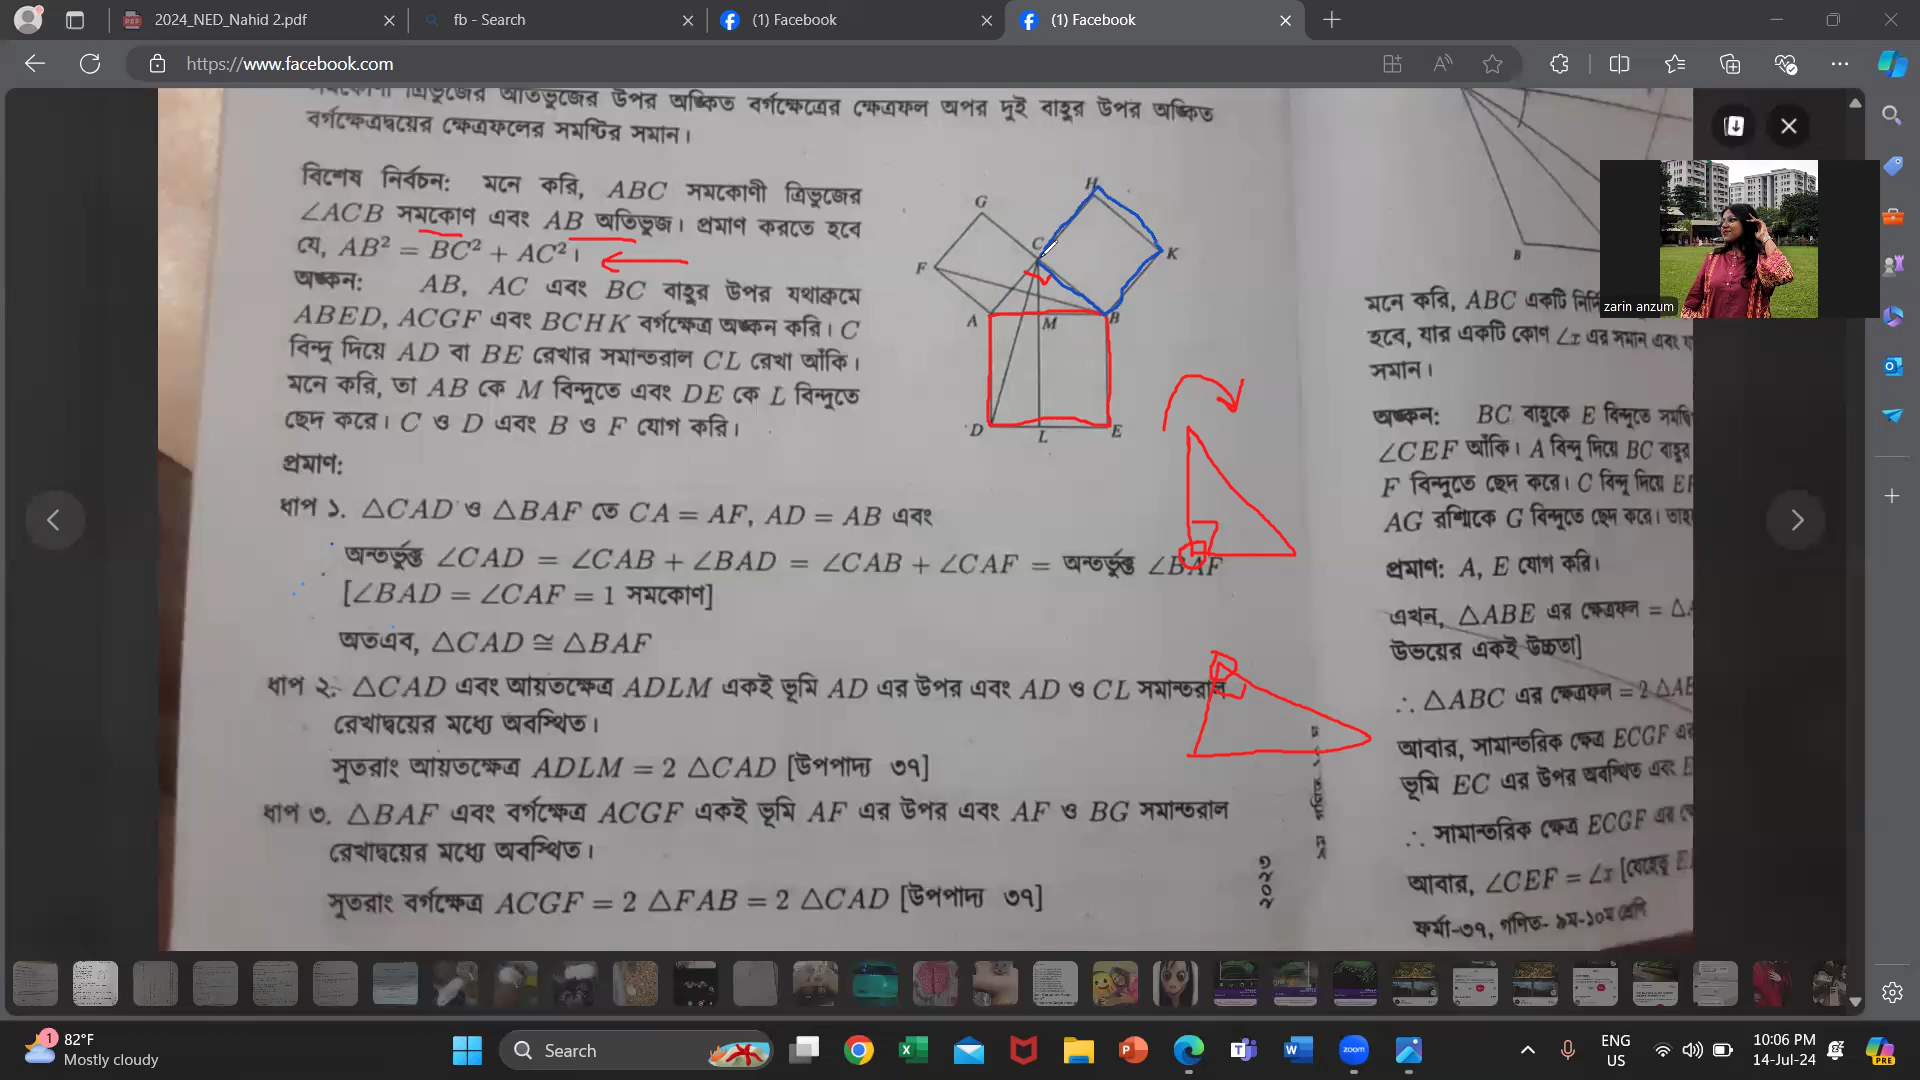 2024_NED_Nahid 2.pdf
fb - Search
(1) Facebook
(1) Facebook
https://www.facebook.com
সমকোণী ত্রিভুজের অতিভুজের উপর অঙ্কিত বর্গক্ষেত্রের ক্ষেত্রফল অপর দুই বাহুর উপর অঙ্কিত
বর্গক্ষেত্রদ্বয়ের ক্ষেত্রফলের সমষ্টির সমান।
বিশেষ নির্বচন: মনে করি, ABC সমকোণী ত্রিভুজের
∠ACB সমকোণ এবং AB অতিভুজ। প্রমাণ করতে হবে
যে, AB² = BC² + AC²।
অঙ্কন: AB, AC এবং BC বাহুর উপর যথাক্রমে
ABED, ACGF এবং BCHK বর্গক্ষেত্র অঙ্কন করি। C
বিন্দু দিয়ে AD বা BE রেখার সমান্তরাল CL রেখা আঁকি।
মনে করি, তা AB কে M বিন্দুতে এবং DE কে L বিন্দুতে
ছেদ করে। C ও D এবং B ও F যোগ করি।
H
G
C
K
F
A
M
B
D
L
E
প্রমাণ:
ধাপ ১. △CAD ও △BAF তে CA = AF, AD = AB এবং
অন্তর্ভুক্ত ∠CAD = ∠CAB + ∠BAD = ∠CAB + ∠CAF = অন্তর্ভুক্ত ∠BAF
[∠BAD = ∠CAF = 1 সমকোণ]
অতএব, △CAD ≅ △BAF
ধাপ ২. △CAD এবং আয়তক্ষেত্র ADLM একই ভূমি AD এর উপর এবং AD ও CL সমান্তরাল
রেখাদ্বয়ের মধ্যে অবস্থিত।
সুতরাং আয়তক্ষেত্র ADLM = 2 △CAD [উপপাদ্য ৩৭]
ধাপ ৩. △BAF এবং বর্গক্ষেত্র ACGF একই ভূমি AF এর উপর এবং AF ও BG সমান্তরাল
রেখাদ্বয়ের মধ্যে অবস্থিত।
সুতরাং বর্গক্ষেত্র ACGF = 2 △FAB = 2 △CAD [উপপাদ্য ৩৭]
B
zarin anzum
মনে করি, ABC একটি
হবে, যার একটি কোণ ∠x এর সমান এবং
সমান।
অঙ্কন: BC বাহুকে E বিন্দুতে
∠CEF আঁকি। A বিন্দু দিয়ে BC বাহুর
F বিন্দুতে ছেদ করে। C বিন্দু দিয়ে
AG রশ্মিকে G বিন্দুতে ছেদ করে।
প্রমাণ: A, E যোগ করি।
এখন, △ABE এর ক্ষেত্রফল =
উভয়ের একই উচ্চতা]
∴ △ABC এর ক্ষেত্রফল = 2
আবার, সামান্তরিক ক্ষেত্র ECGF
ভূমি EC এর উপর অবস্থিত এবং
∴ সামান্তরিক ক্ষেত্র ECGF এর
আবার, ∠CEF = ∠x [যেহেতু
ফর্মা-৩৭, গণিত- ৯ম-১০ম শ্রেণি
82°F
Mostly cloudy
Search
ENG
US
10:06 PM
14-Jul-24